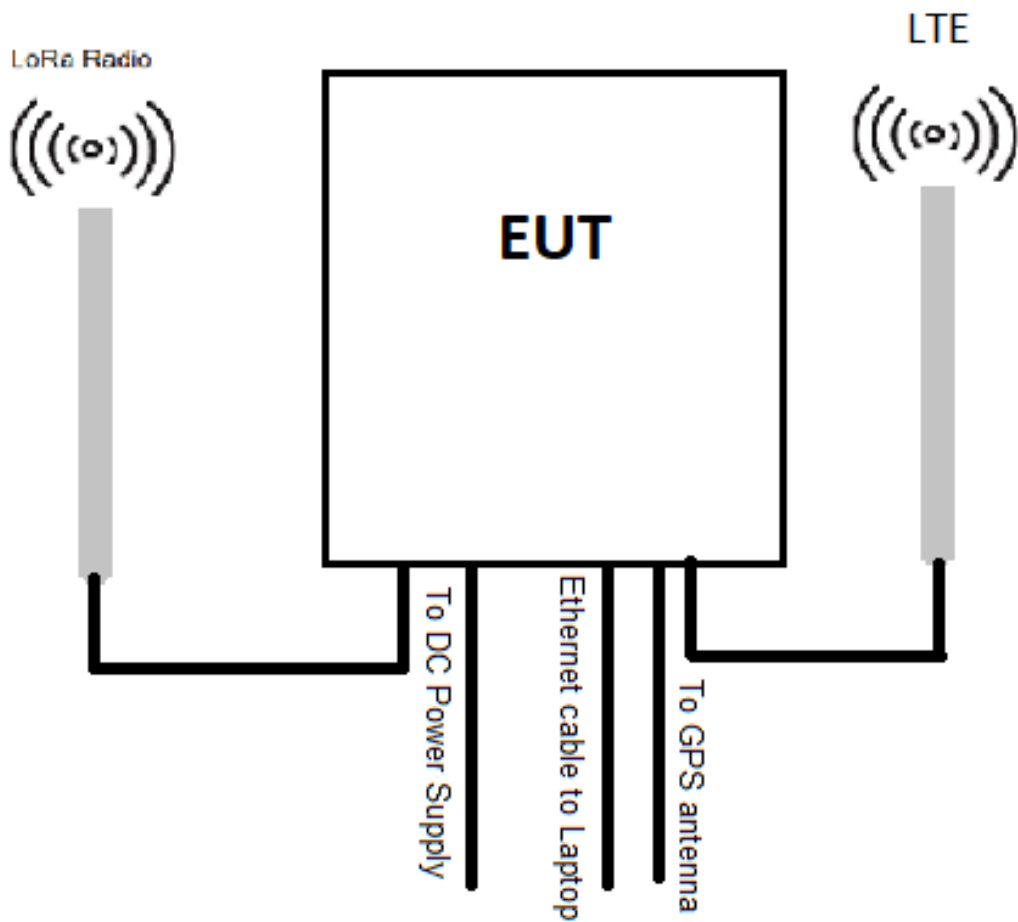 LoRa Radio
LTE
EUT
To DC Power Supply
Ethernet cable to Laptop
To GPS antenna